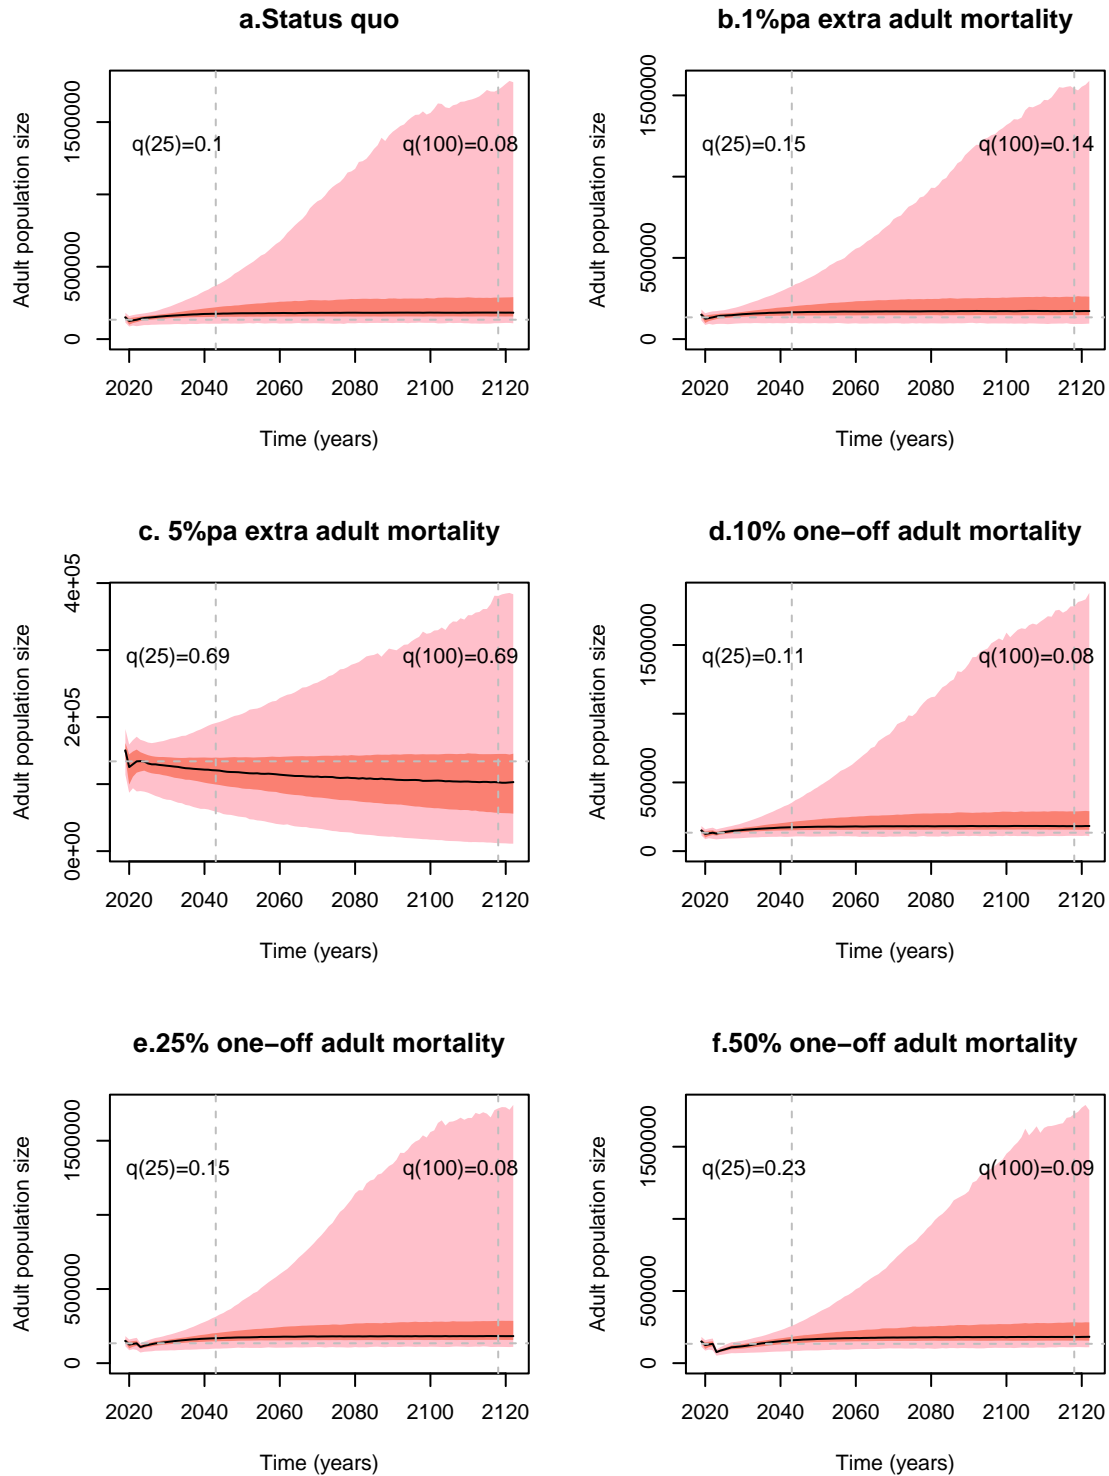 a.Status quo
Adult population size
1500000
500000
0
q(25)=0.1
q(100)=0.08
2020 2040 2060 2080 2100 2120
Time (years)
b.1%pa extra adult mortality
Adult population size
1500000
500000
0
q(25)=0.15
q(100)=0.14
2020 2040 2060 2080 2100 2120
Time (years)
c. 5%pa extra adult mortality
Adult population size
4e+05
2e+05
0e+00
q(25)=0.69
q(100)=0.69
2020 2040 2060 2080 2100 2120
Time (years)
d.10% one−off adult mortality
Adult population size
1500000
500000
0
q(25)=0.11
q(100)=0.08
2020 2040 2060 2080 2100 2120
Time (years)
e.25% one−off adult mortality
Adult population size
1500000
500000
0
q(25)=0.15
q(100)=0.08
2020 2040 2060 2080 2100 2120
Time (years)
f.50% one−off adult mortality
Adult population size
1500000
500000
0
q(25)=0.23
q(100)=0.09
2020 2040 2060 2080 2100 2120
Time (years)